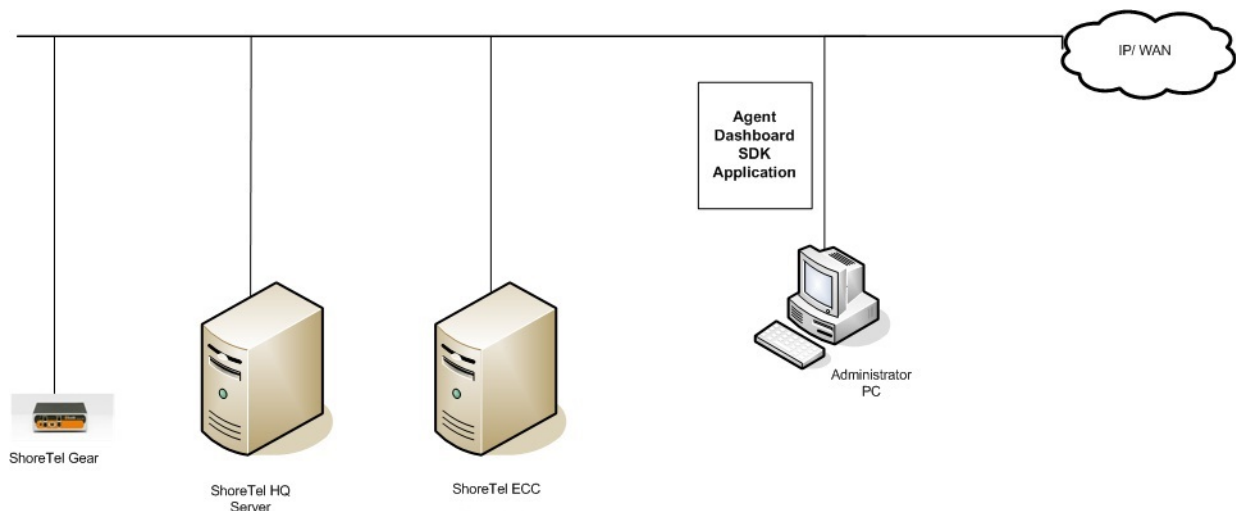 IP/ WAN
Agent
Dashboard
SDK
Application
Administrator
PC
ShoreTel Gear
ShoreTel HQ
Server
ShoreTel ECC